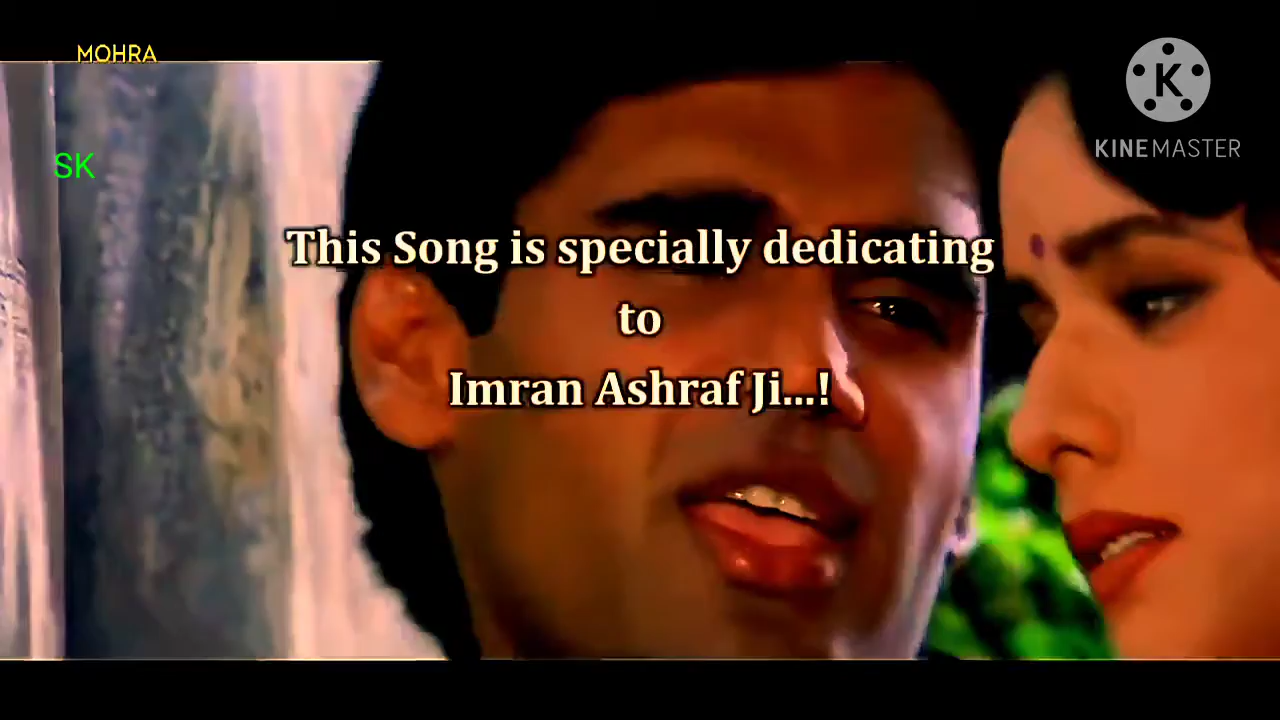 MOHRA
K
KINEMASTER
SK
This Song is specially dedicating
to
Imran Ashraf Ji...!